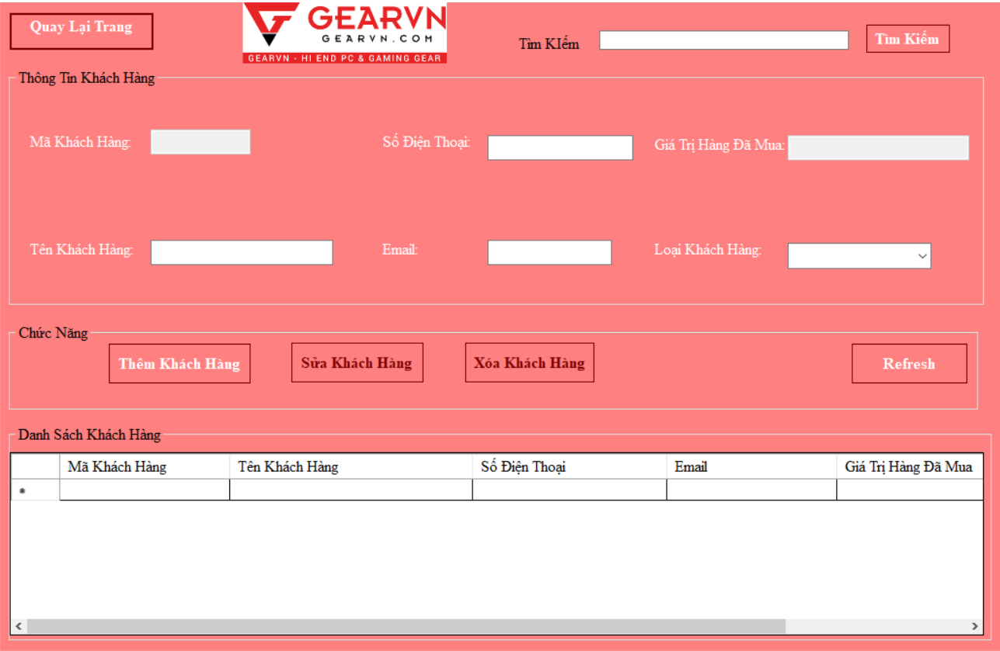 Quay Lại Trang
GEARVN
GEARVN.COM
GEARVN - HI END PC & GAMING GEAR
Tìm KIếm
Tìm Kiếm
Thông Tin Khách Hàng
Mã Khách Hàng:
Số Điện Thoại:
Giá Trị Hàng Đã Mua:
Tên Khách Hàng:
Email:
Loại Khách Hàng:
Chức Năng
Thêm Khách Hàng
Sửa Khách Hàng
Xóa Khách Hàng
Refresh
Danh Sách Khách Hàng
Mã Khách Hàng Tên Khách Hàng Số Điện Thoại Email Giá Trị Hàng Đã Mua
*